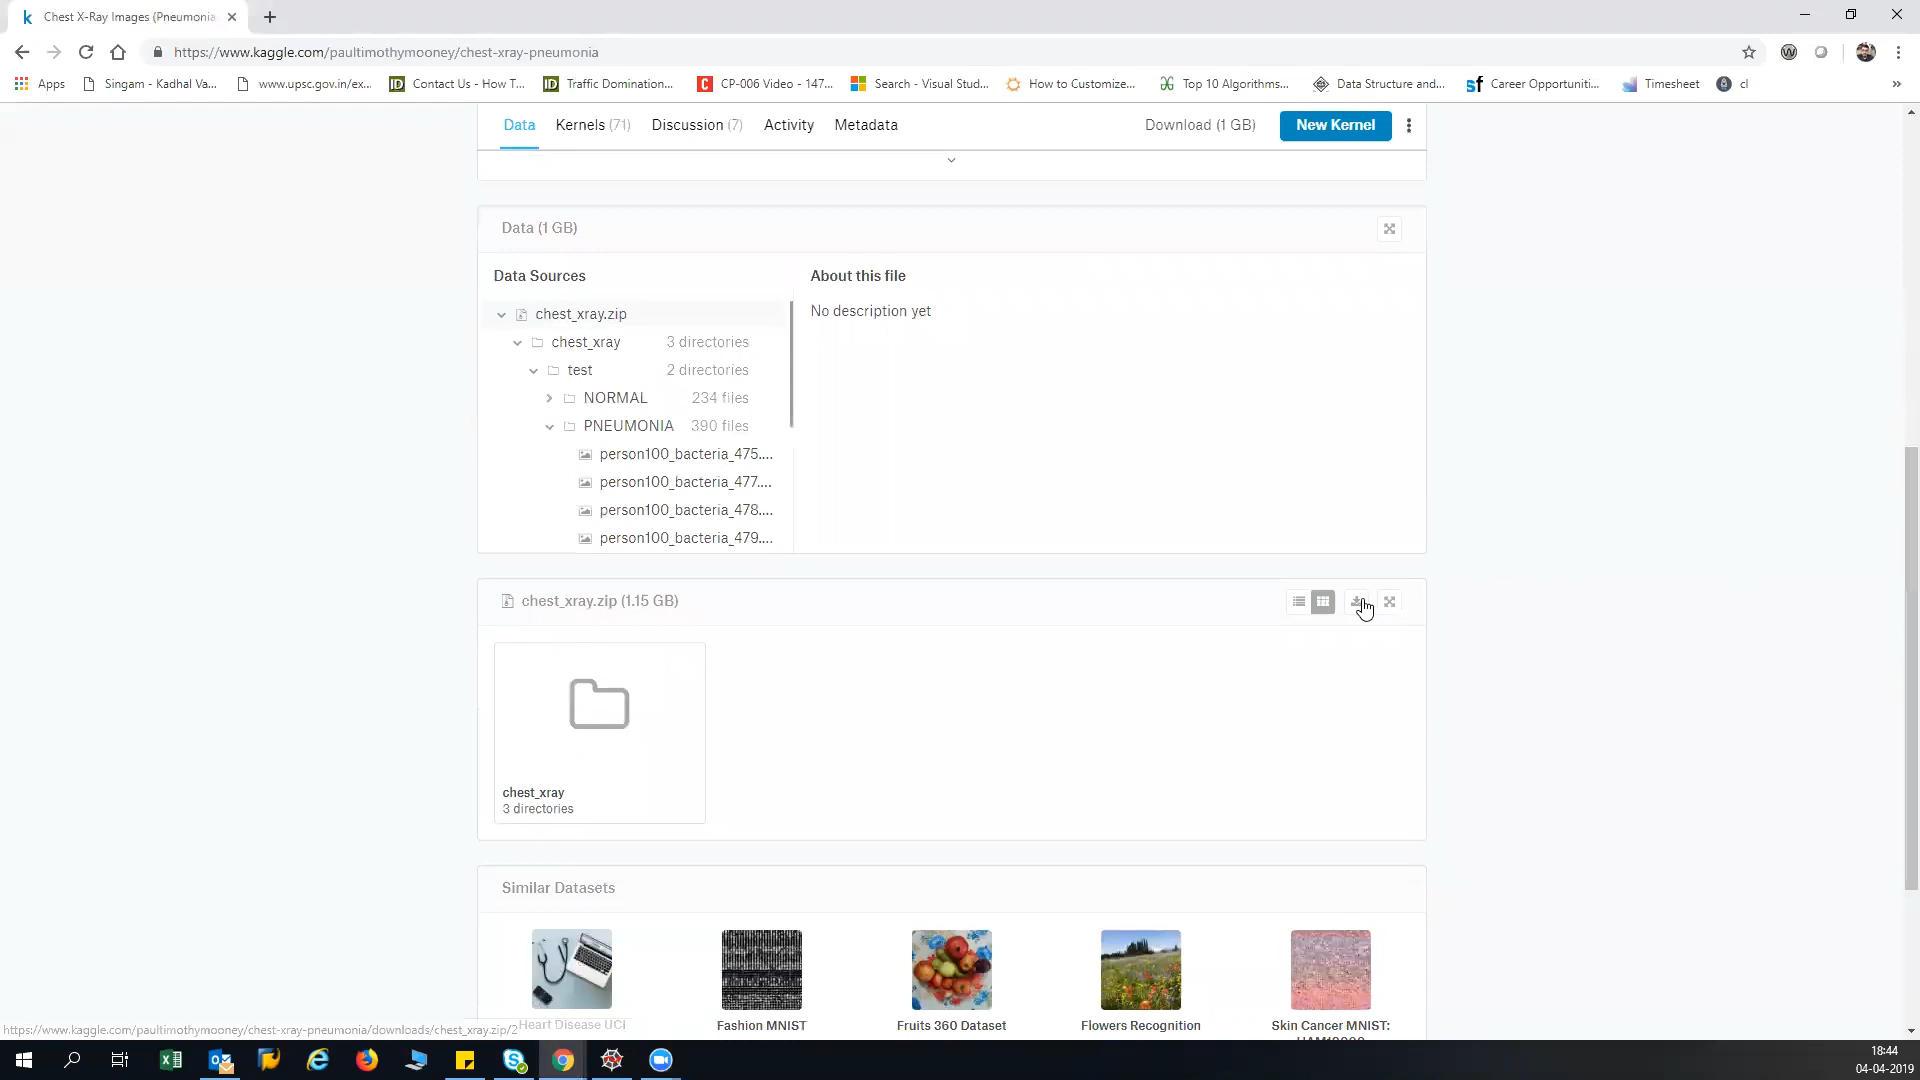 Chest X-Ray Images (Pneumonia
https://www.kaggle.com/paultimothymooney/chest-xray-pneumonia
Apps Singam - Kadhal Va... www.upsc.gov.in/ex... Contact Us - How T... Traffic Domination... CP-006 Video - 147... Search - Visual Stud... How to Customize... Top 10 Algorithms... Data Structure and... Career Opportuniti... Timesheet cl »
Data Kernels (71) Discussion (7) Activity Metadata Download (1 GB) New Kernel
Data (1 GB)
Data Sources
chest_xray.zip
chest_xray 3 directories
test 2 directories
NORMAL 234 files
PNEUMONIA 390 files
person100_bacteria_475....
person100_bacteria_477....
person100_bacteria_478....
person100_bacteria_479....
About this file
No description yet
chest_xray.zip (1.15 GB)
chest_xray
3 directories
Similar Datasets
Heart Disease UCI Fashion MNIST Fruits 360 Dataset Flowers Recognition Skin Cancer MNIST:
HAM10000
https://www.kaggle.com/paultimothymooney/chest-xray-pneumonia/downloads/chest_xray.zip/2
18:44
04-04-2019